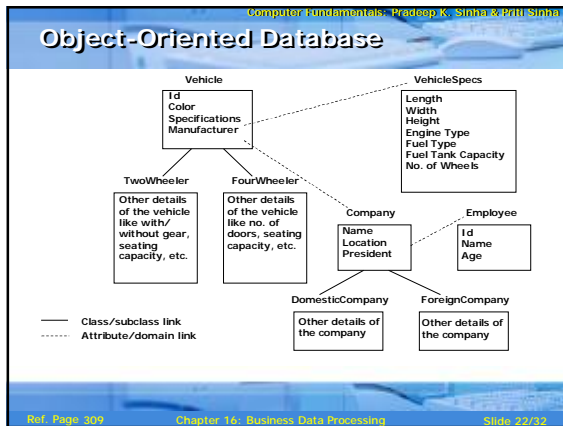 Computer Fundamentals: Pradeep K. Sinha & Priti Sinha
Object-Oriented Database
Vehicle
Id
Color
Specifications
Manufacturer
VehicleSpecs
Length
Width
Height
Engine Type
Fuel Type
Fuel Tank Capacity
No. of Wheels
TwoWheeler
Other details
of the vehicle
like with/
without gear,
seating
capacity, etc.
FourWheeler
Other details
of the vehicle
like no. of
doors, seating
capacity, etc.
Company
Name
Location
President
Employee
Id
Name
Age
DomesticCompany
Other details of
the company
ForeignCompany
Other details of
the company
Class/subclass link
Attribute/domain link
Ref. Page 309
Chapter 16: Business Data Processing
Slide 22/32